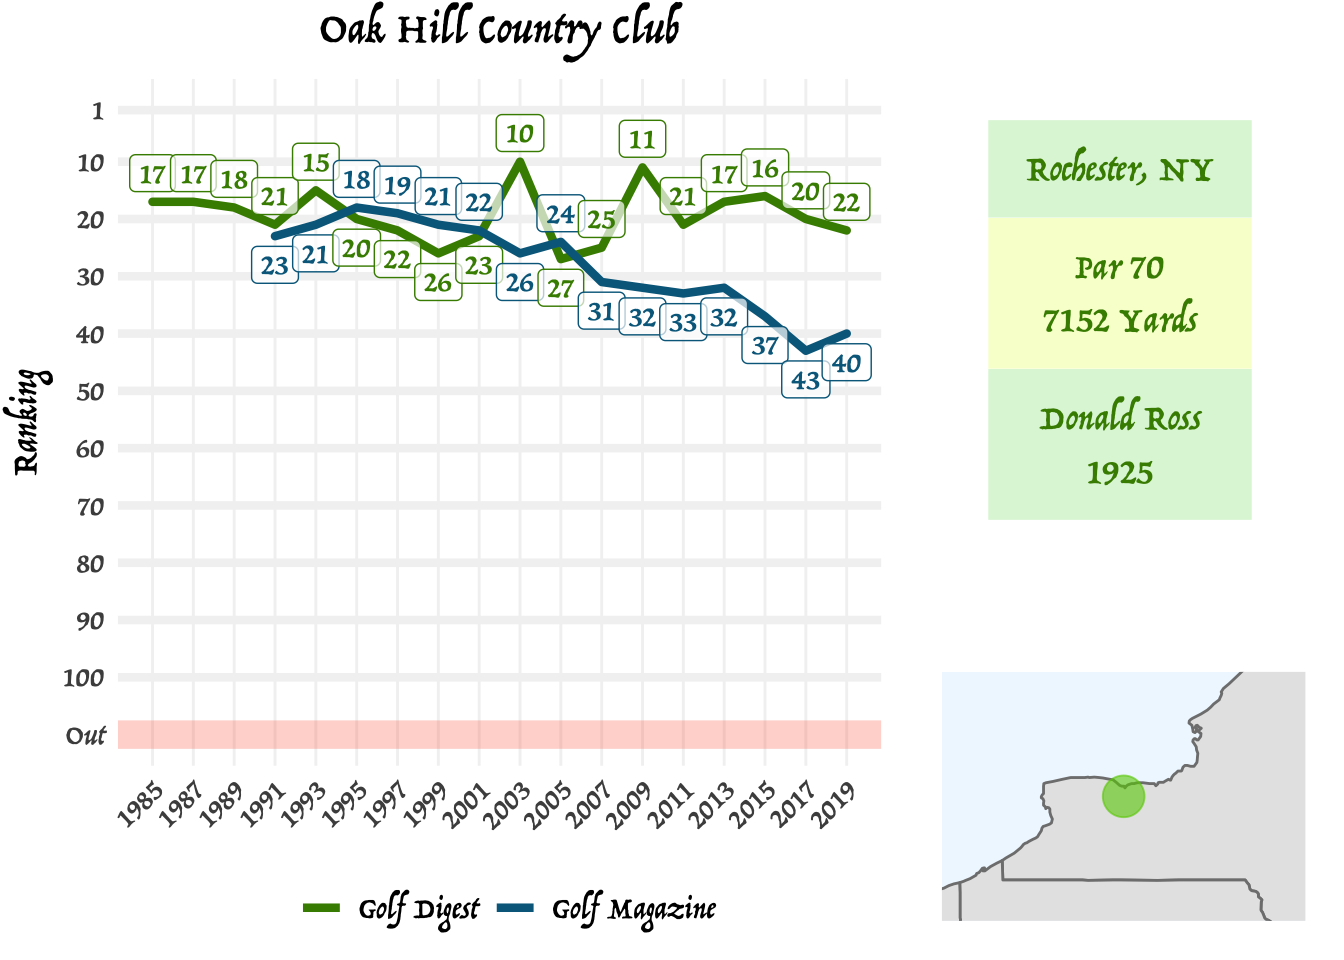 Oak Hill Country Club
Ranking
1
10
20
30
40
50
60
70
80
90
100
Out
17 17 18 21 15 20 22 26 23 10 27 25 11 21 17 16 20 22
23 21 18 19 21 22 26 24 31 32 33 32 37 43 40
1985 1987 1989 1991 1993 1995 1997 1999 2001 2003 2005 2007 2009 2011 2013 2015 2017 2019
Golf Digest Golf Magazine
Rochester, NY
Par 70
7152 Yards
Donald Ross
1925